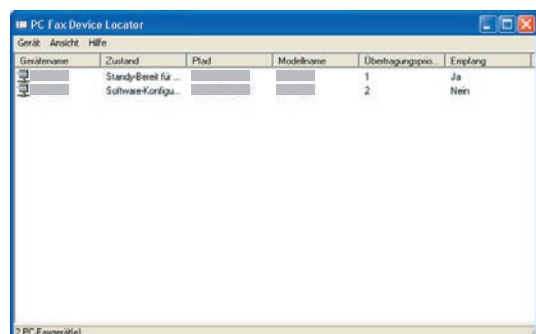 PC Fax Device Locator
Gerät Ansicht Hilfe
Gerätename Zustand Pfad Modellname Übertragungsprio... Empfang
Standy-Bereit für ... 1 Ja
Software-Konfigu... 2 Nein
2 PC-Faxgerät(e)